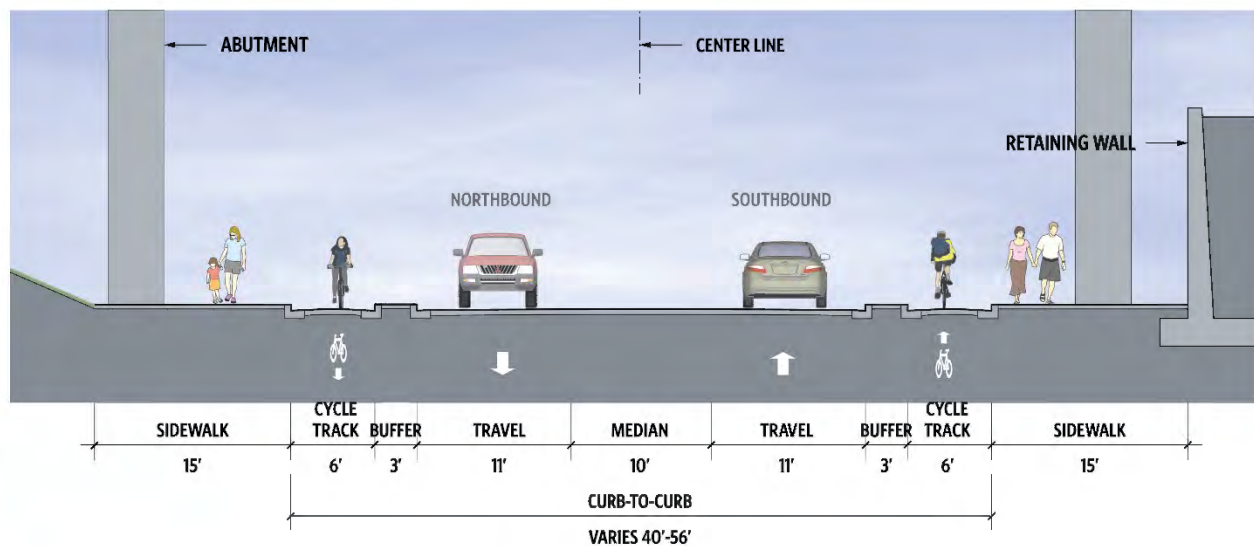 ABUTMENT
CENTER LINE
RETAINING WALL
NORTHBOUND
SOUTHBOUND
SIDEWALK
CYCLE
TRACK
BUFFER
TRAVEL
MEDIAN
TRAVEL
BUFFER
CYCLE
TRACK
SIDEWALK
15'
6'
3'
11'
10'
11'
3'
6'
15'
CURB-TO-CURB
VARIES 40'-56'